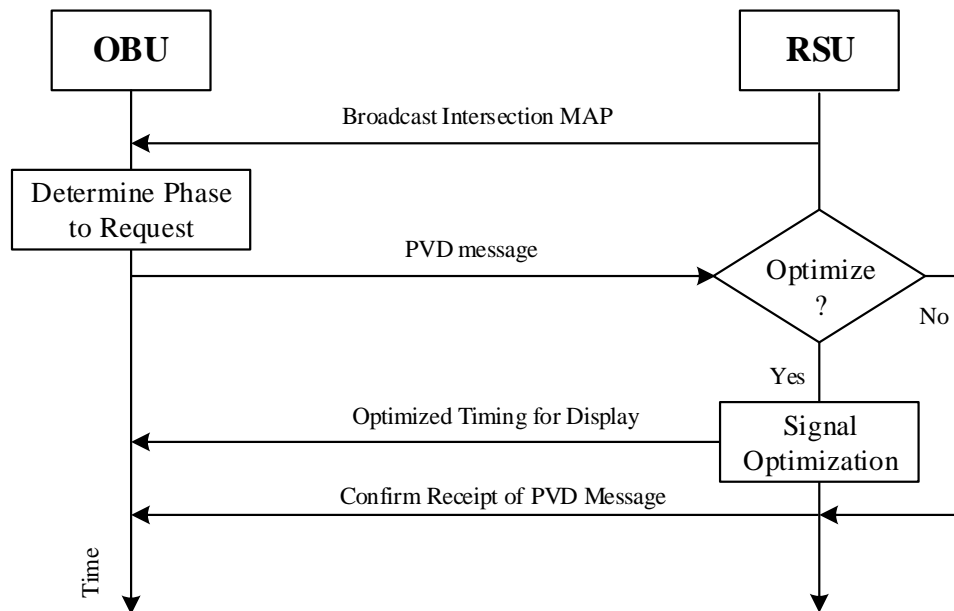 OBU
RSU
Broadcast Intersection MAP
Determine Phase
to Request
PVD message
Optimize
?
No
Yes
Optimized Timing for Display
Signal
Optimization
Confirm Receipt of PVD Message
Time